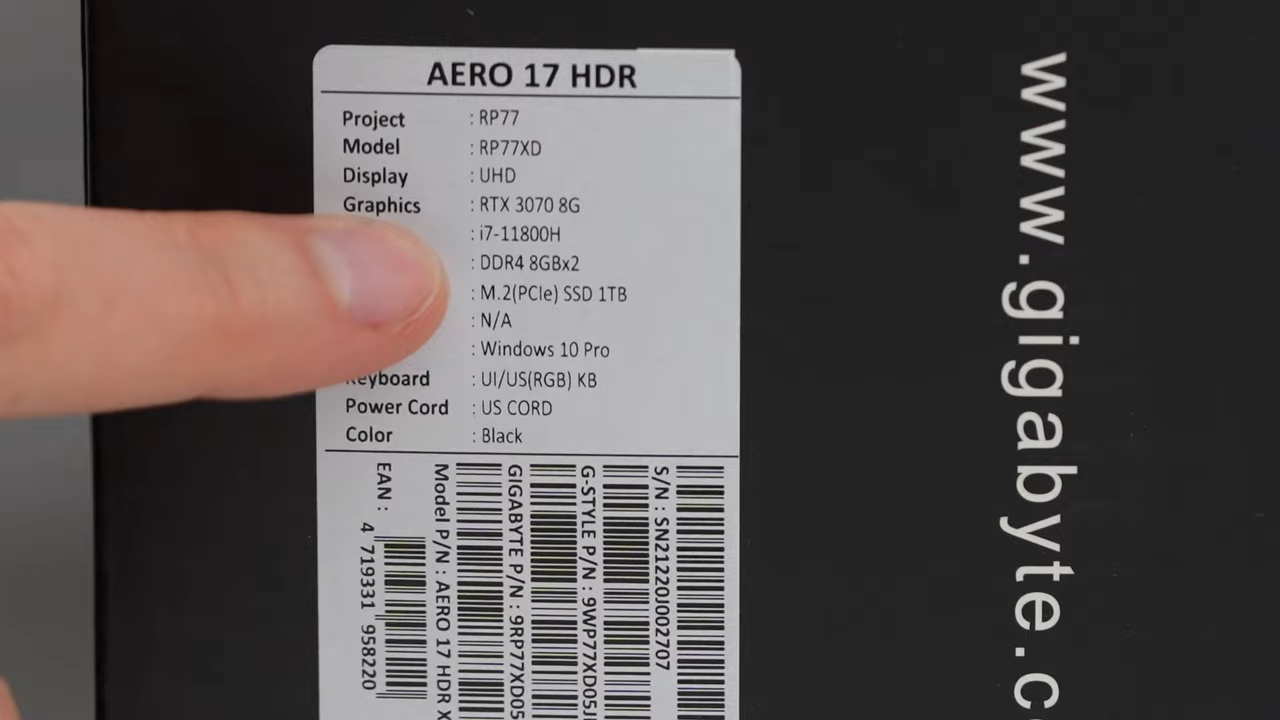 AERO 17 HDR
Project : RP77
Model : RP77XD
Display : UHD
Graphics : RTX 3070 8G
: i7-11800H
: DDR4 8GBx2
: M.2(PCIe) SSD 1TB
: N/A
: Windows 10 Pro
Keyboard : UI/US(RGB) KB
Power Cord : US CORD
Color : Black
S/N : SN21220J002707
G-STYLE P/N : 9WP77XD05J
GIGABYTE P/N : 9RP77XD05
Model P/N : AERO 17 HDR X
EAN :
4 719331 958220
www.gigabyte.c